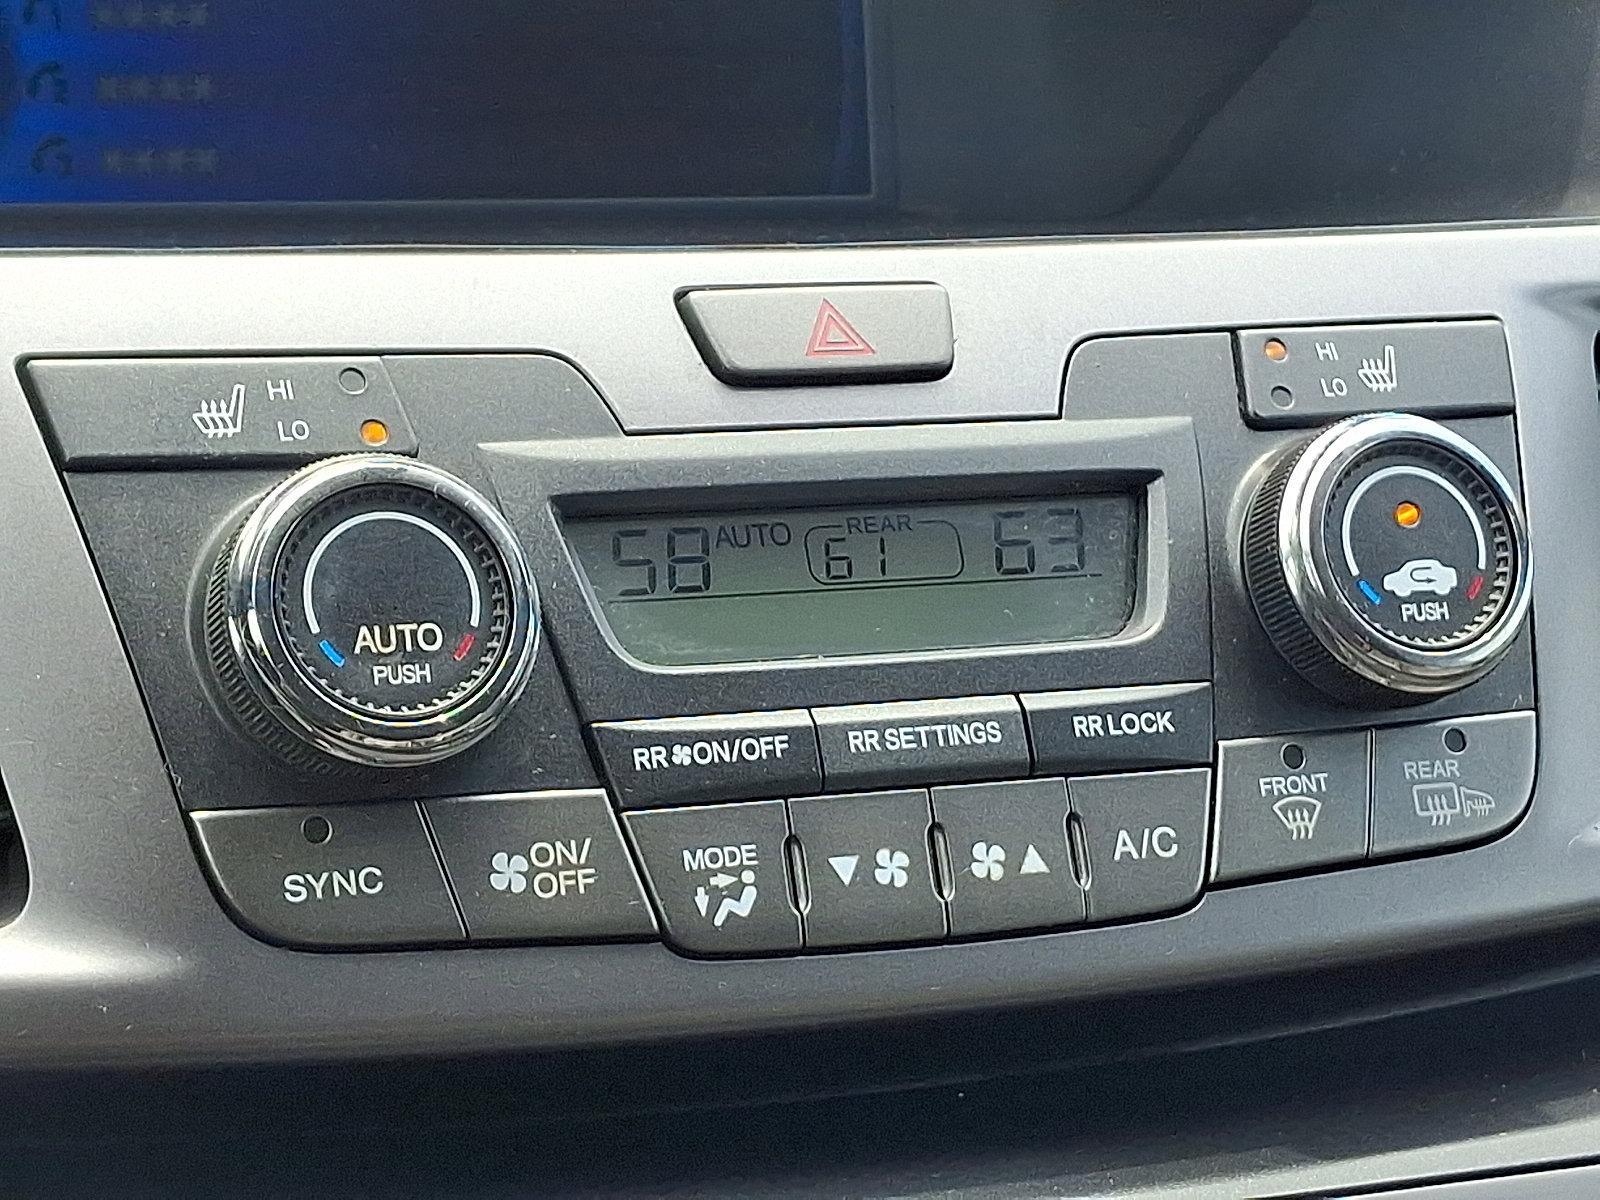 HI
LO
HI
LO
58 AUTO
REAR
61
63
AUTO
PUSH
PUSH
RR ON/OFF
RR SETTINGS
RR LOCK
SYNC
ON/
OFF
MODE
A/C
FRONT
REAR